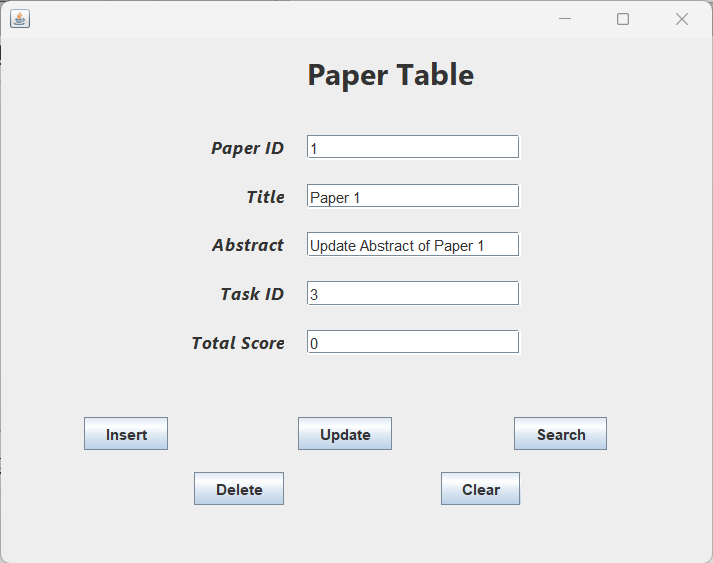 Paper Table
Paper ID 1
Title Paper 1
Abstract Update Abstract of Paper 1
Task ID 3
Total Score 0
Insert Update Search
Delete Clear